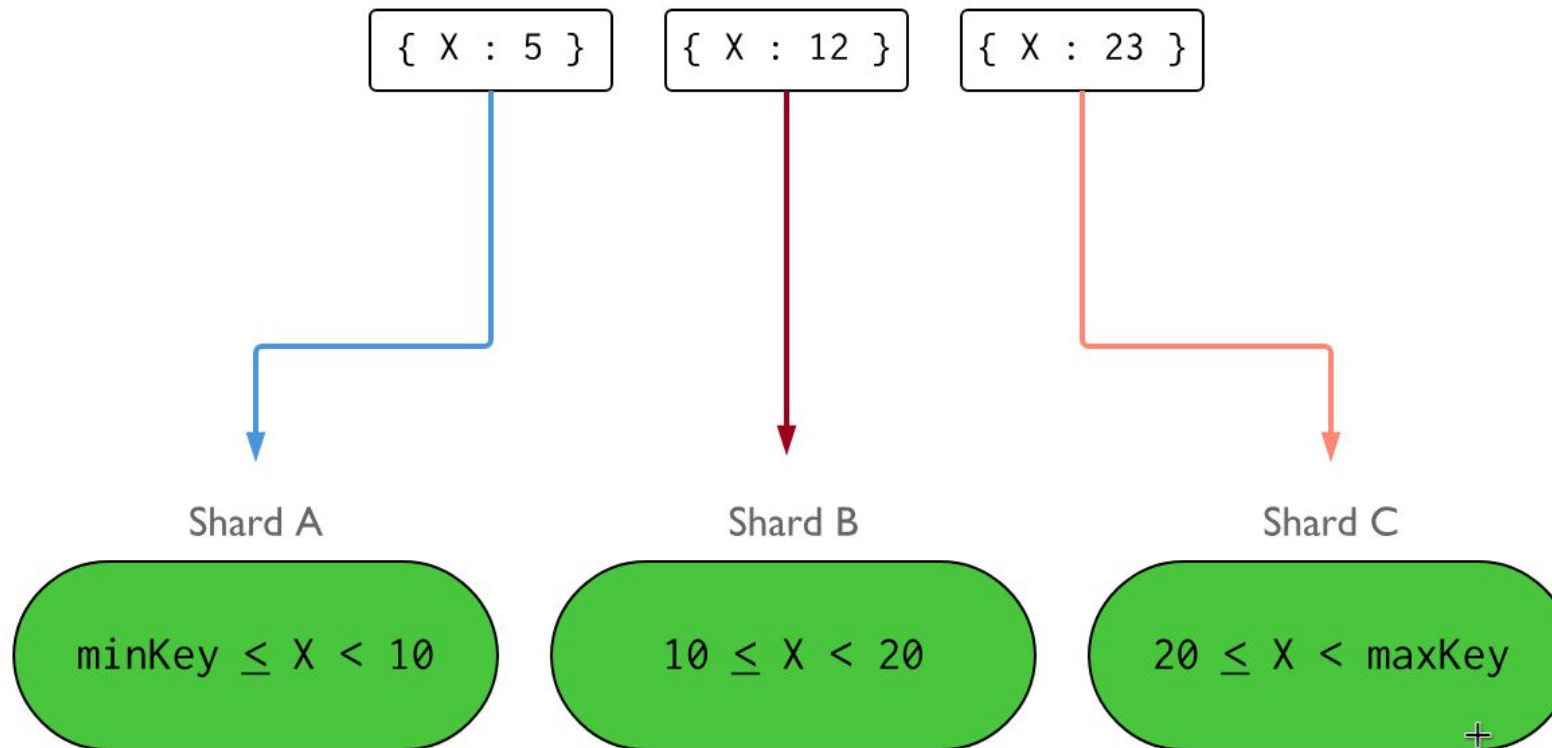 { X : 5 }
{ X : 12 }
{ X : 23 }
Shard A
Shard B
Shard C
minKey ≤ X < 10
10 ≤ X < 20
20 ≤ X < maxKey